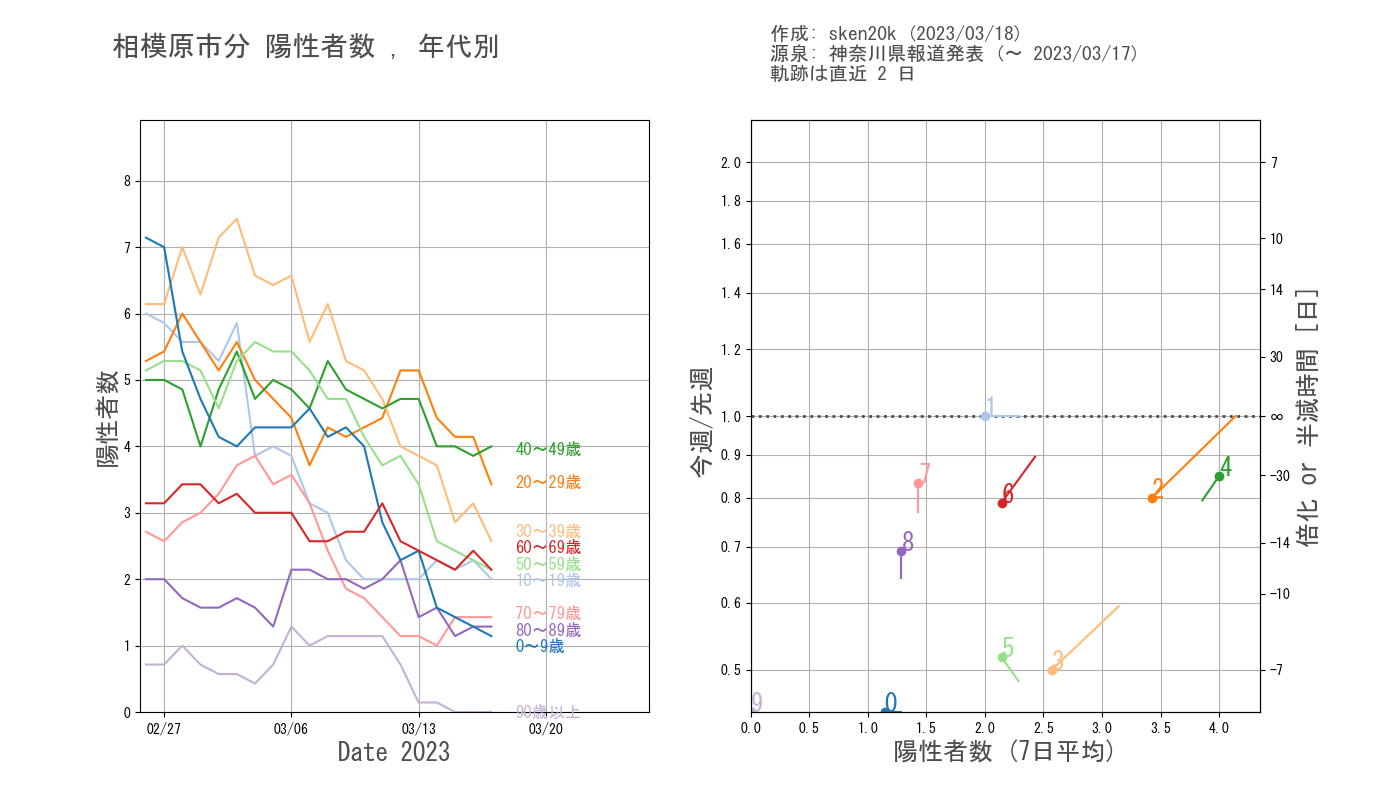 相模原市分 陽性者数 , 年代別
作成: sken20k (2023/03/18)
源泉: 神奈川県報道発表 (～ 2023/03/17)
軌跡は直近 2 日
陽性者数
8
7
6
5
4
3
2
1
0
40～49歳
20～29歳
30～39歳
60～69歳
50～59歳
10～19歳
70～79歳
80～89歳
0～9歳
90歳以上
02/27
03/06
03/13
03/20
Date 2023
今週/先週
2.0
1.8
1.6
1.4
1.2
1.0
0.9
0.8
0.7
0.6
0.5
1
7
6
2
4
8
5
3
9
0
7
10
14
30
∞
-30
-14
-10
-7
倍化 or 半減時間 [日]
0.0
0.5
1.0
1.5
2.0
2.5
3.0
3.5
4.0
陽性者数 (7日平均)